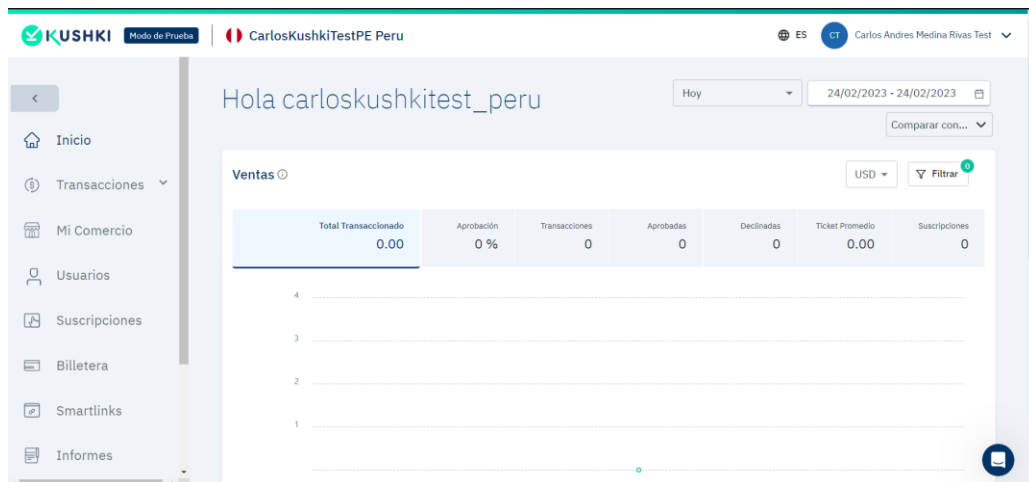 KUSHKI Modo de Prueba CarlosKushkiTestPE Peru ES CT Carlos Andres Medina Rivas Test
Hola carloskushkitest_peru Hoy 24/02/2023 - 24/02/2023
Comparar con...
Inicio
Transacciones
Mi Comercio
Usuarios
Suscripciones
Billetera
Smartlinks
Informes
Ventas USD Filtrar 0
Total Transaccionado Aprobación Transacciones Aprobadas Declinadas Ticket Promedio Suscripciones
0.00 0 % 0 0 0 0.00 0
4
3
2
1